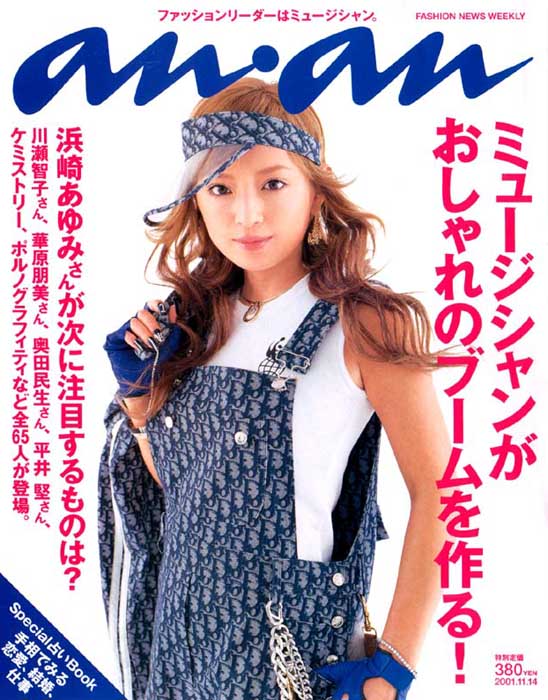 ファッションリーダーはミュージシャン。
FASHION NEWS WEEKLY
an・an
ミュージシャンが
おしゃれのブームを作る!
浜崎あゆみさんが次に注目するものは?
川瀬智子さん、華原朋美さん、奥田民生さん、平井 堅さん、
ケミストリー、ポルノグラフィティなど全65人が登場。
Special占いBook
手相でみる
恋愛、結婚、
仕事
特別定価
380YEN
2001.11.14